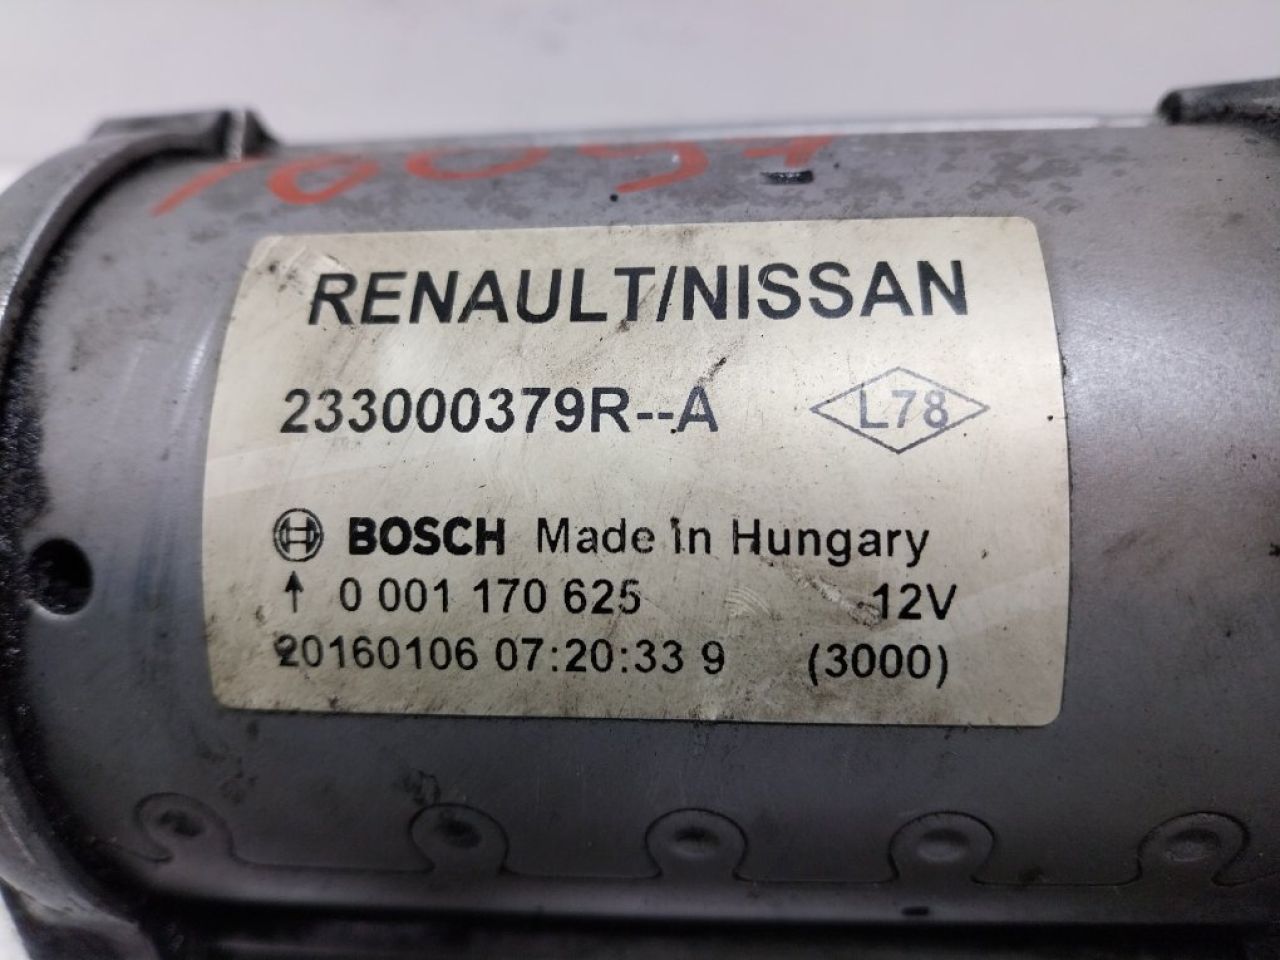 RENAULT/NISSAN
233000379R--A
L78
BOSCH Made in Hungary
↑ 0 001 170 625 12V
20160106 07:20:33 9 (3000)